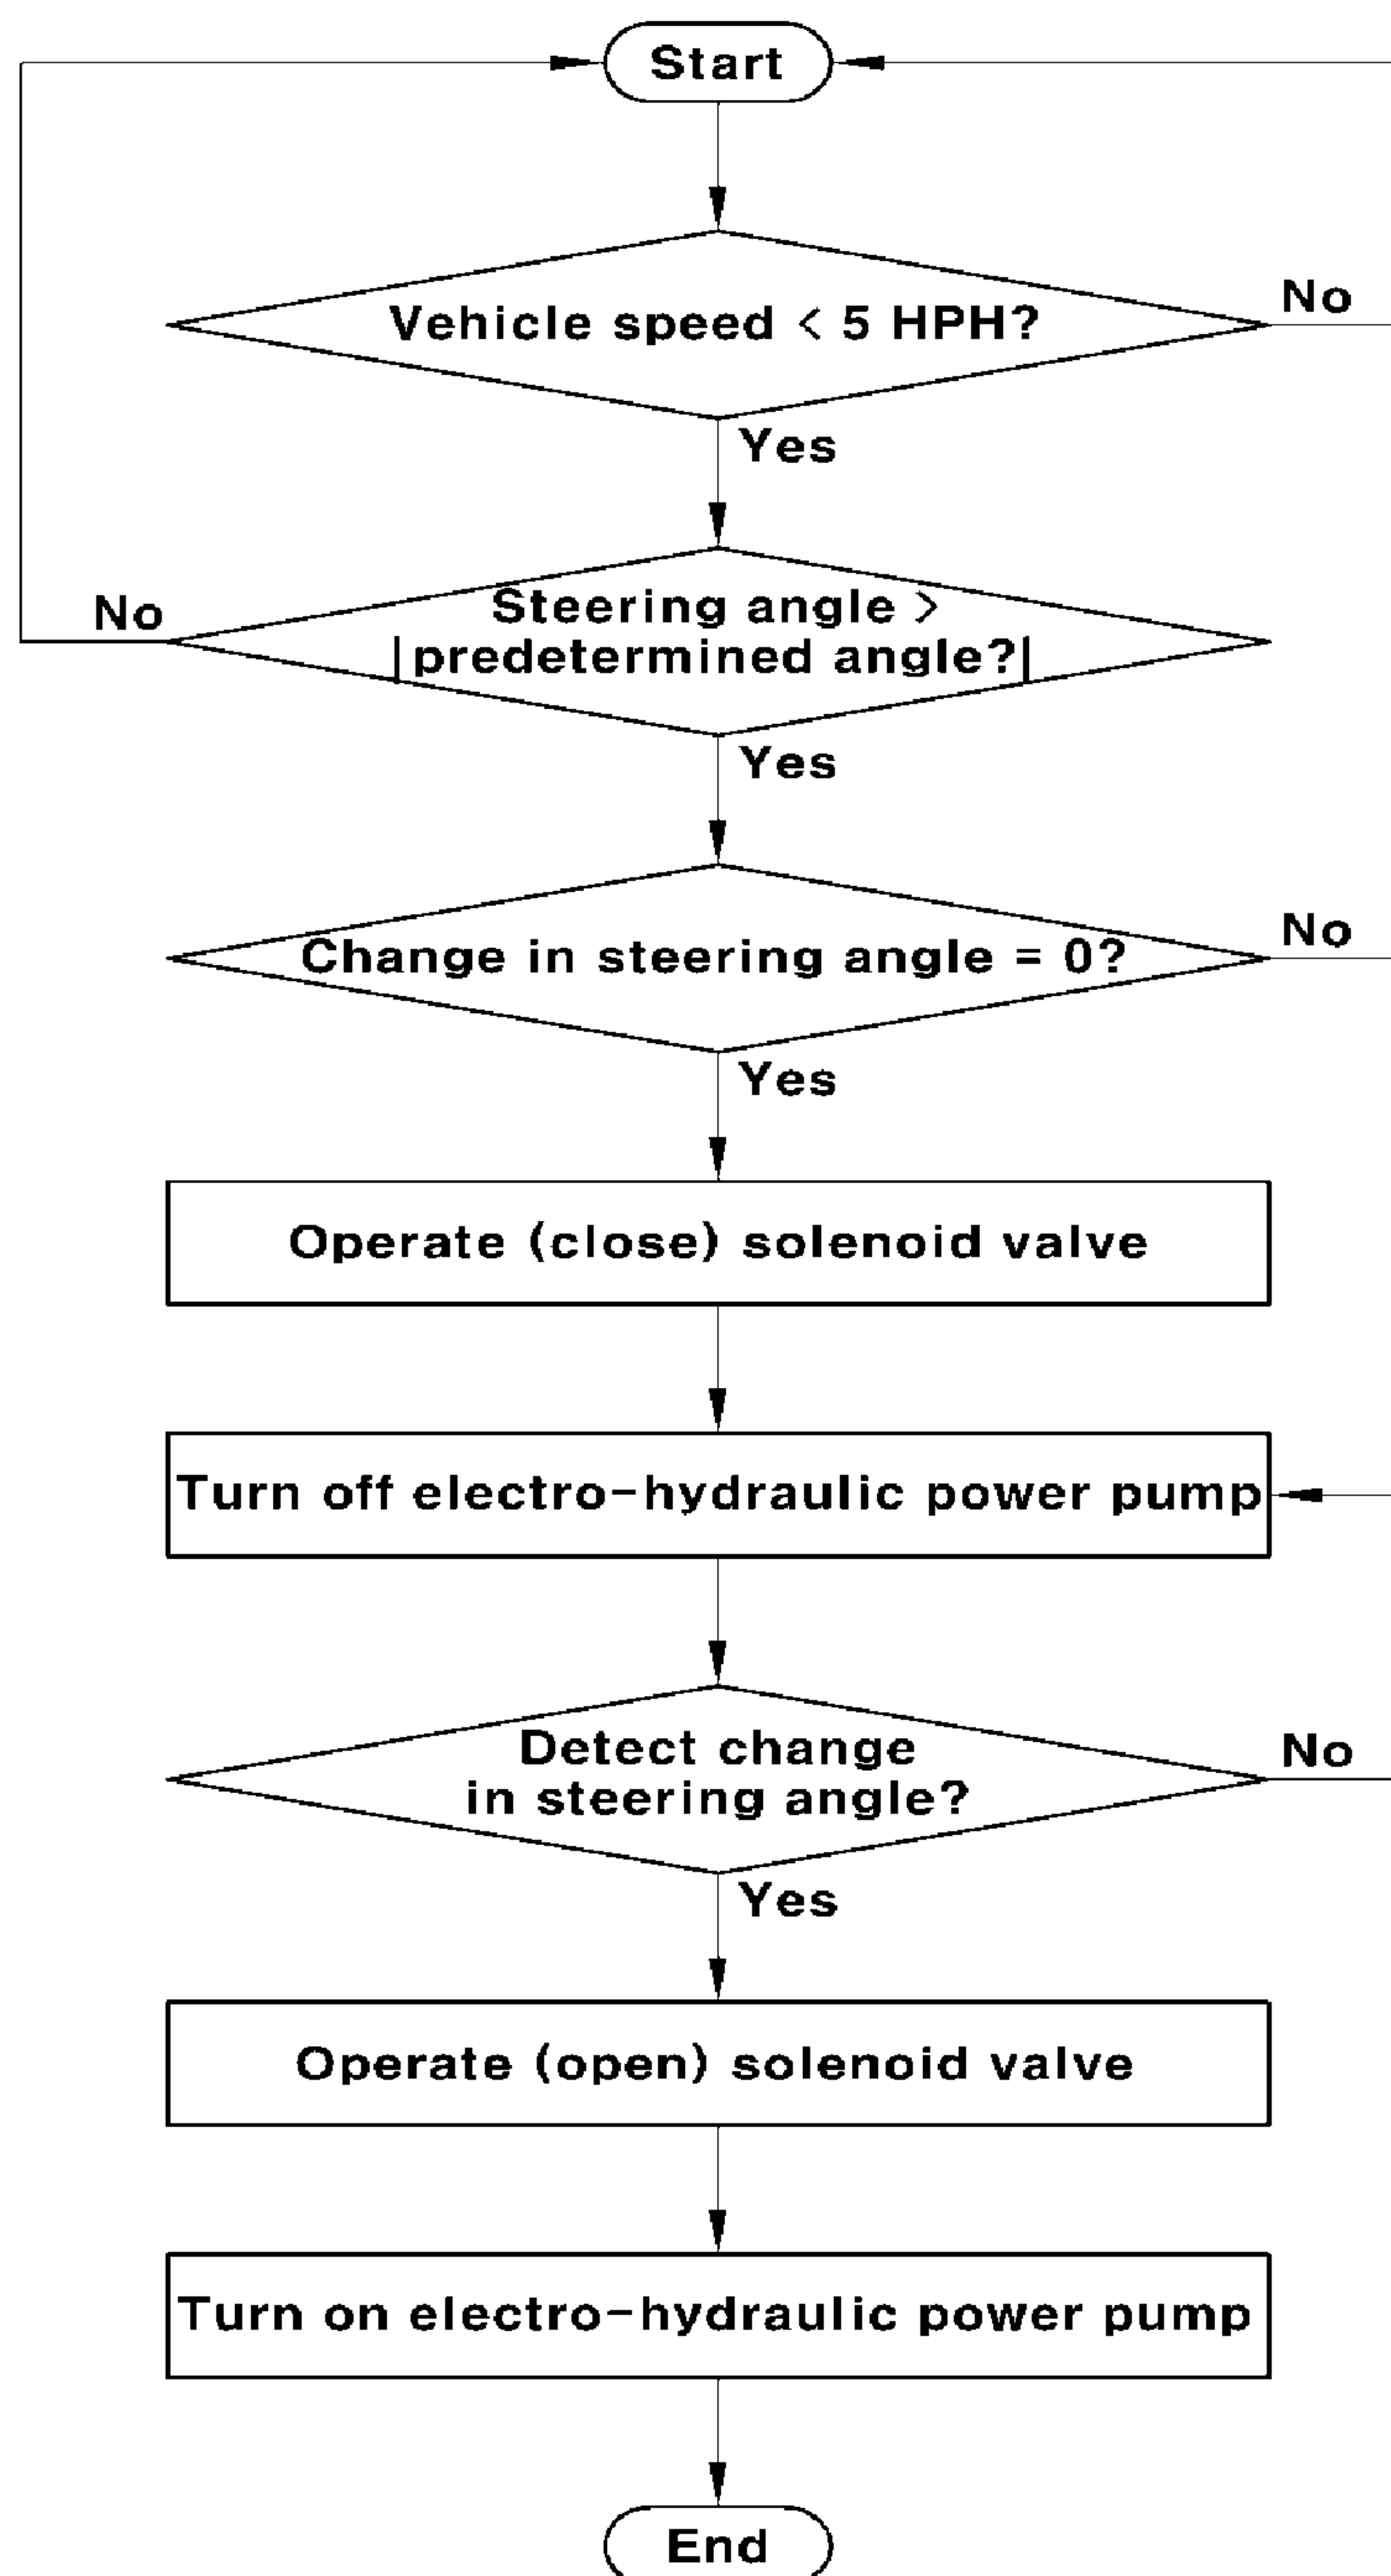 Start
Vehicle speed < 5 HPH?
No
Yes
Steering angle >
|predetermined angle?|
No
Yes
Change in steering angle = 0?
No
Yes
Operate (close) solenoid valve
Turn off electro-hydraulic power pump
Detect change
in steering angle?
No
Yes
Operate (open) solenoid valve
Turn on electro-hydraulic power pump
End